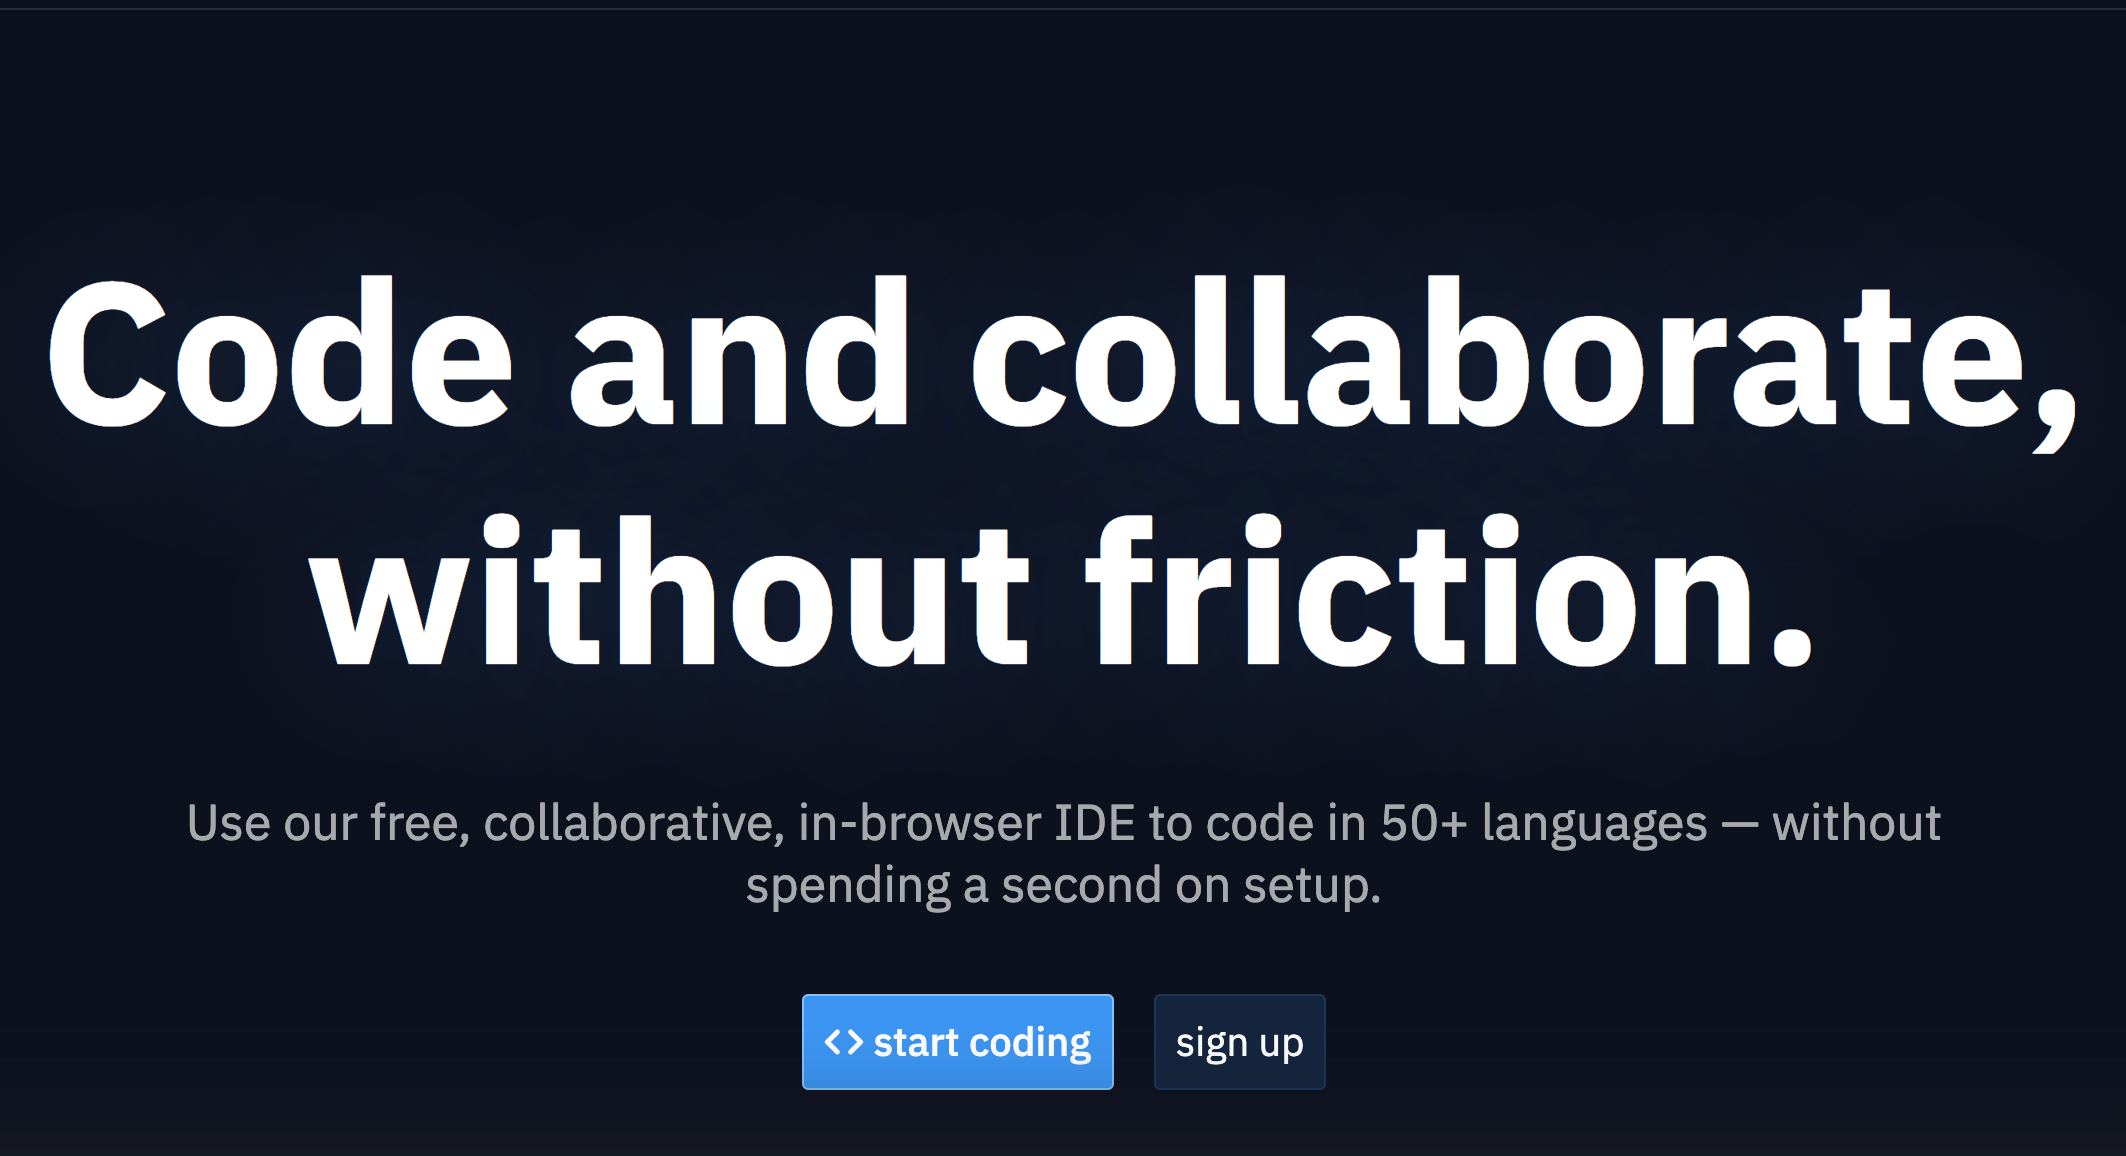 Code and collaborate,
without friction.
Use our free, collaborative, in-browser IDE to code in 50+ languages — without
spending a second on setup.
<> start coding
sign up